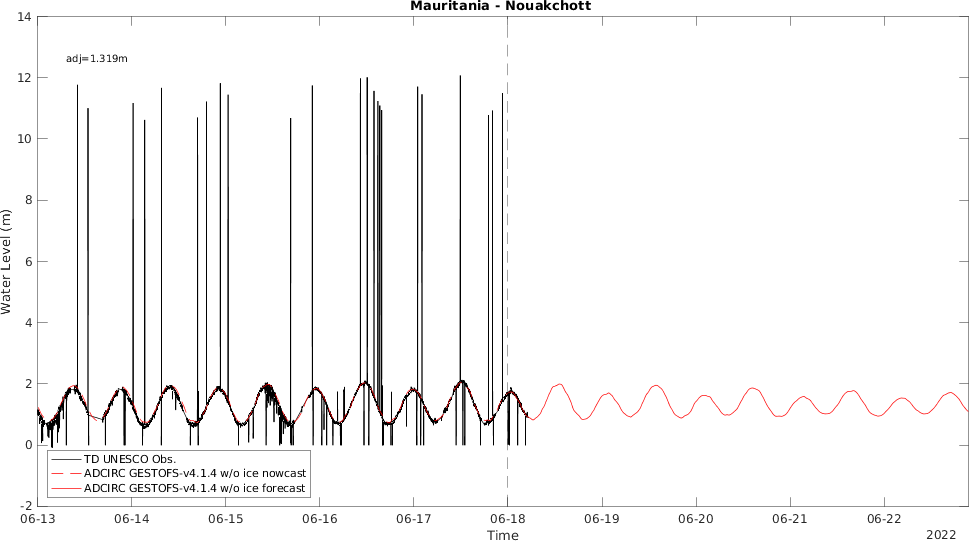 Mauritania - Nouakchott
adj=1.319m
Water Level (m)
14
12
10
8
6
4
2
0
-2
TD UNESCO Obs.
ADCIRC GESTOFS-v4.1.4 w/o ice nowcast
ADCIRC GESTOFS-v4.1.4 w/o ice forecast
06-13 06-14 06-15 06-16 06-17 06-18 06-19 06-20 06-21 06-22
Time
2022